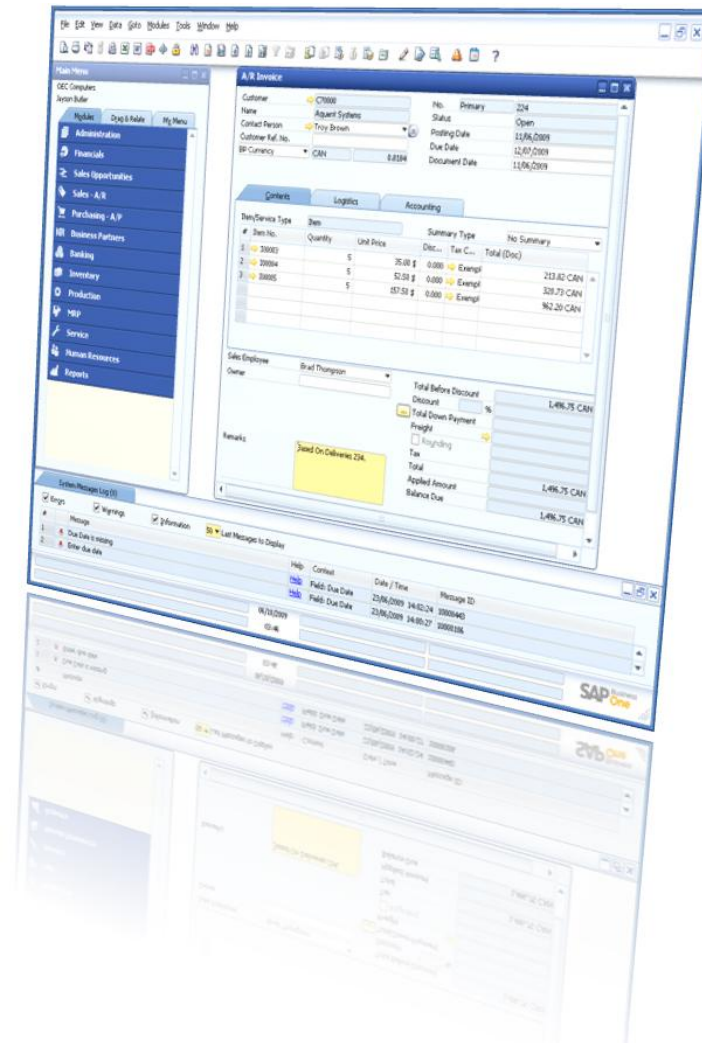 File Edit View Data Goto Modules Tools Window Help
Main Menu
OEC Computers
Jayson Butler
Modules Drag & Relate My Menu
Administration
Financials
Sales Opportunities
Sales - A/R
Purchasing - A/P
Business Partners
Banking
Inventory
Production
MRP
Service
Human Resources
Reports
A/R Invoice
Customer C70000
Name Aquent Systems
Contact Person Troy Brown
Customer Ref. No.
BP Currency CAN 0.8184
No. Primary 224
Status Open
Posting Date 11/06/2009
Due Date 12/07/2009
Document Date 11/06/2009
Contents Logistics Accounting
Item/Service Type Item Summary Type No Summary
# Item No. Quantity Unit Price Disc... Tax C... Total (Doc)
1 I00003 5 35.00 $ 0.000 Exempt 213.82 CAN
2 I00004 5 52.50 $ 0.000 Exempt 320.73 CAN
3 I00005 5 157.50 $ 0.000 Exempt 962.20 CAN
Sales Employee Brad Thompson
Owner
Total Before Discount 1,496.75 CAN
Discount %
Total Down Payment
Freight
Rounding
Tax
Total 1,496.75 CAN
Applied Amount
Balance Due 1,496.75 CAN
Remarks Based On Deliveries 234.
System Messages Log (0)
Errors Warnings Information 50 Last Messages to Display
# Message Help Context Date / Time Message ID
1 Due Date is missing Help Field: Due Date 23/06/2009 14:02:24 10000443
2 Enter due date Help Field: Due Date 23/06/2009 14:00:27 10000106
03:46
SAP Business One